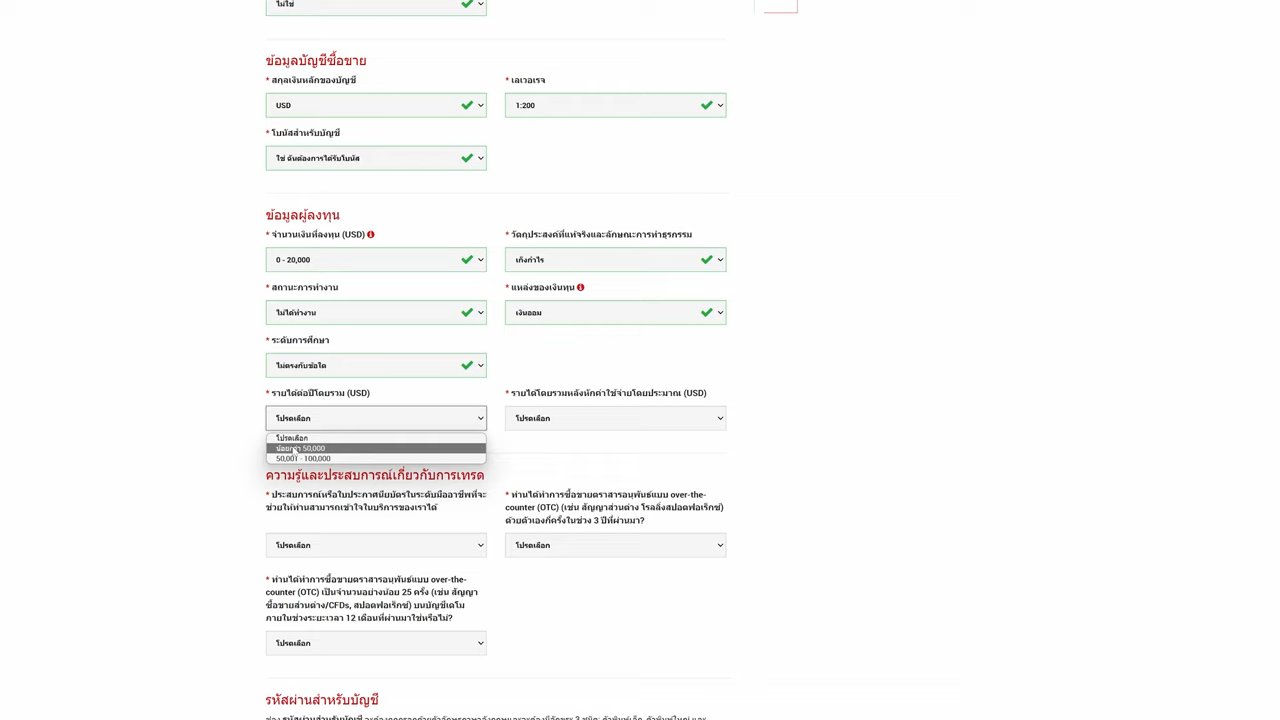 ไม่ใช่
ข้อมูลบัญชีซื้อขาย
* สกุลเงินหลักของบัญชี
* เลเวอเรจ
USD
1:200
* โบนัสสำหรับบัญชี
ใช่ ฉันต้องการได้รับโบนัส
ข้อมูลผู้ลงทุน
* จำนวนเงินที่ลงทุน (USD)
* วัตถุประสงค์ที่แท้จริงและลักษณะการทำธุรกรรม
0 - 20,000
เก็งกำไร
* สถานะการทำงาน
* แหล่งของเงินทุน
ไม่ได้ทำงาน
เงินออม
* ระดับการศึกษา
ไม่ตรงกับข้อใด
* รายได้ต่อปีโดยรวม (USD)
* รายได้โดยรวมหลังหักค่าใช้จ่ายโดยประมาณ (USD)
โปรดเลือก
โปรดเลือก
โปรดเลือก
น้อยกว่า 50,000
50,001 - 100,000
ความรู้และประสบการณ์เกี่ยวกับการเทรด
* ประสบการณ์หรือใบประกาศนียบัตรในระดับมืออาชีพที่จะ
ช่วยให้ท่านสามารถเข้าใจในบริการของเราได้
* ท่านได้ทำการซื้อขายตราสารอนุพันธ์แบบ over-the-
counter (OTC) (เช่น สัญญาส่วนต่าง โรลลิ่งสปอตฟอเร็กซ์)
ด้วยตัวเองกี่ครั้งในช่วง 3 ปีที่ผ่านมา?
โปรดเลือก
โปรดเลือก
* ท่านได้ทำการซื้อขายตราสารอนุพันธ์แบบ over-the-
counter (OTC) เป็นจำนวนอย่างน้อย 25 ครั้ง (เช่น สัญญา
ซื้อขายส่วนต่าง/CFDs, สปอตฟอเร็กซ์) บนบัญชีเดโม
ภายในช่วงระยะเวลา 12 เดือนที่ผ่านมาใช่หรือไม่?
โปรดเลือก
รหัสผ่านสำหรับบัญชี